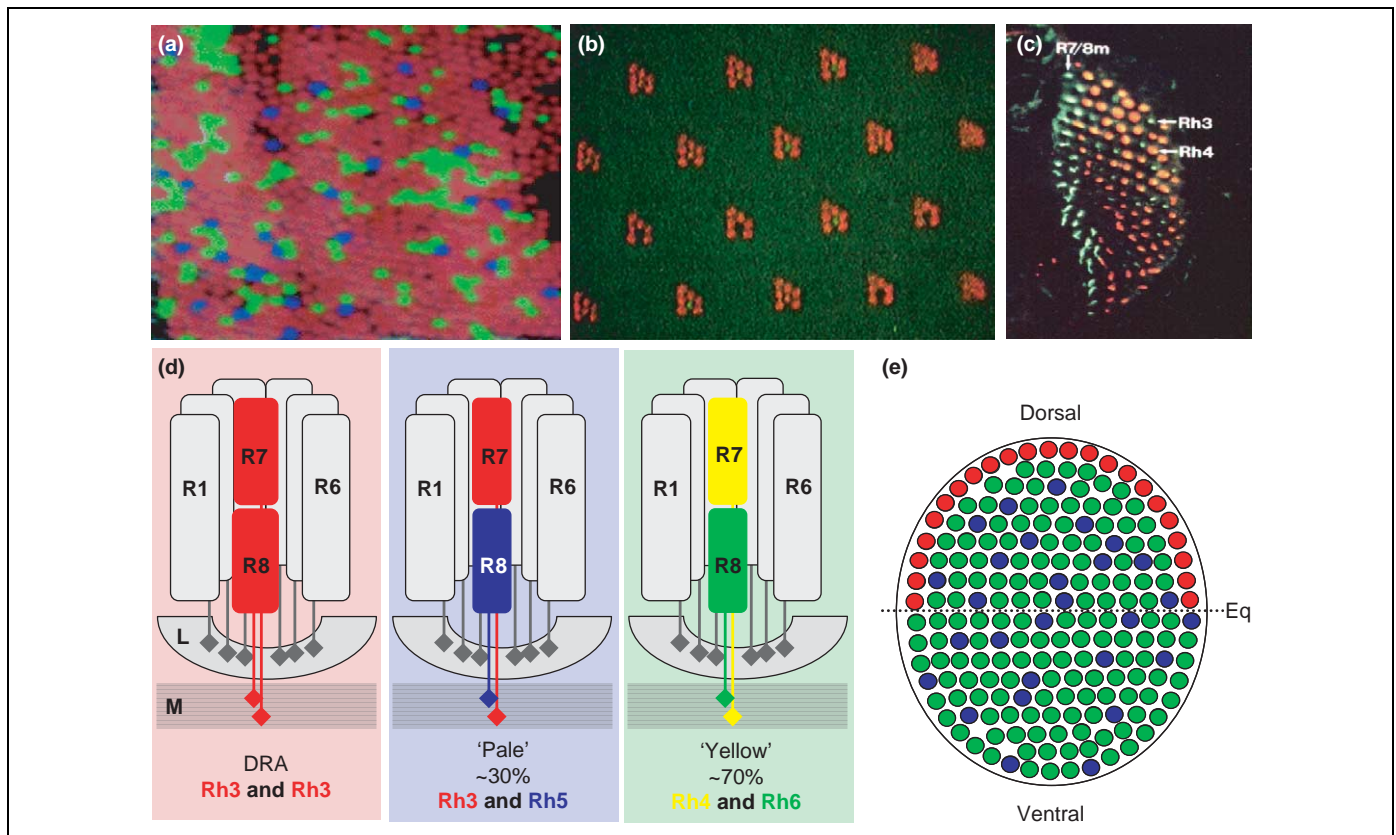 (a)
(b)
(c)
R7/8m
Rh3
Rh4
(d)
R7
R1
R6
R8
L
M
DRA
Rh3 and Rh3
R7
R1
R6
R8
'Pale'
~30%
Rh3 and Rh5
R7
R1
R6
R8
'Yellow'
~70%
Rh4 and Rh6
(e)
Dorsal
Eq
Ventral